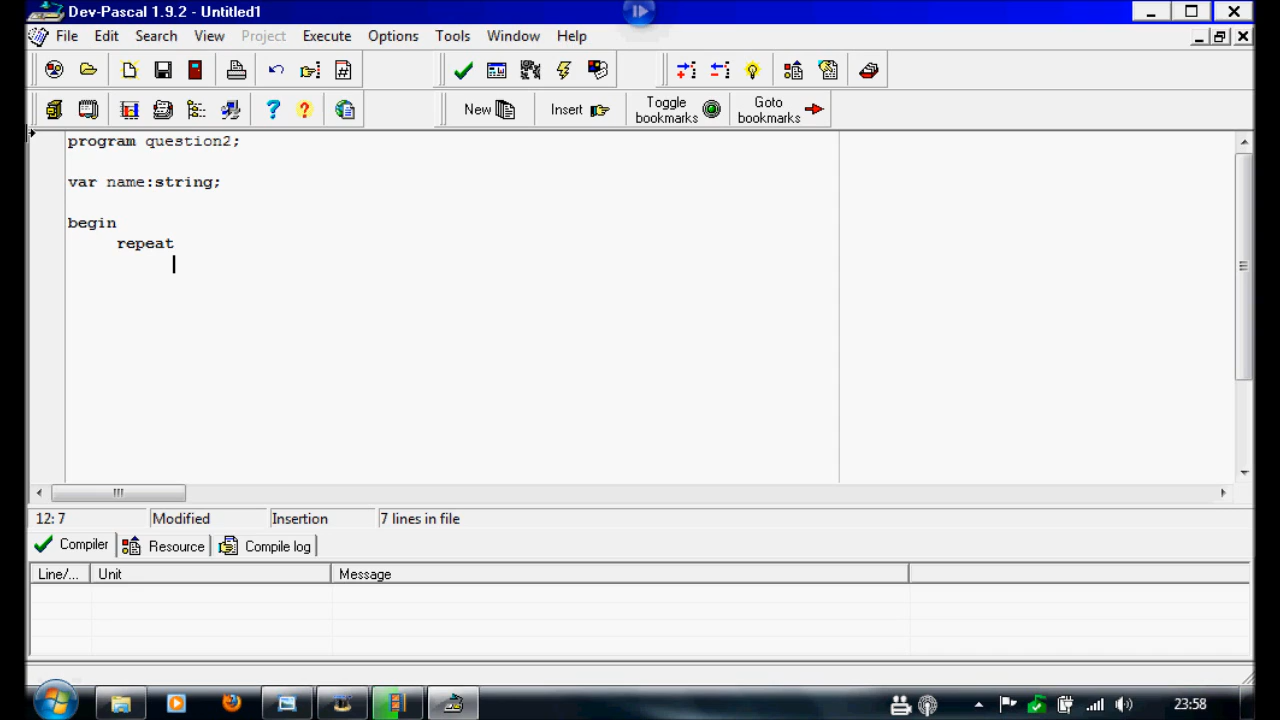 Dev-Pascal 1.9.2 - Untitled1
File Edit Search View Project Execute Options Tools Window Help
New Insert Toggle bookmarks Goto bookmarks
program question2;
var name:string;
begin
repeat
12: 7 Modified Insertion 7 lines in file
Compiler Resource Compile log
Line/... Unit Message
23:58